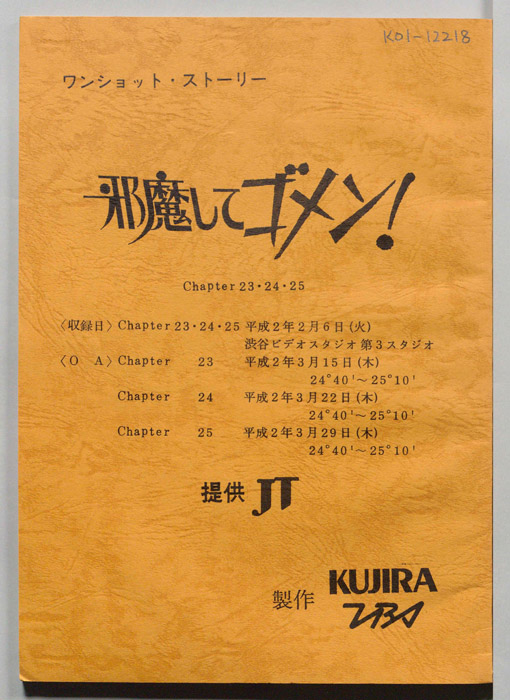 K01-12218
ワンショット・ストーリー
邪魔してゴメン!
Chapter 23・24・25
〈収録日〉 Chapter 23・24・25 平成2年2月6日(火)
渋谷ビデオスタジオ 第3スタジオ
〈O A〉 Chapter 23 平成2年3月15日(木)
24°40'～25°10'
Chapter 24 平成2年3月22日(木)
24°40'～25°10'
Chapter 25 平成2年3月29日(木)
24°40'～25°10'
提供 JT
製作 KUJIRA
TBS